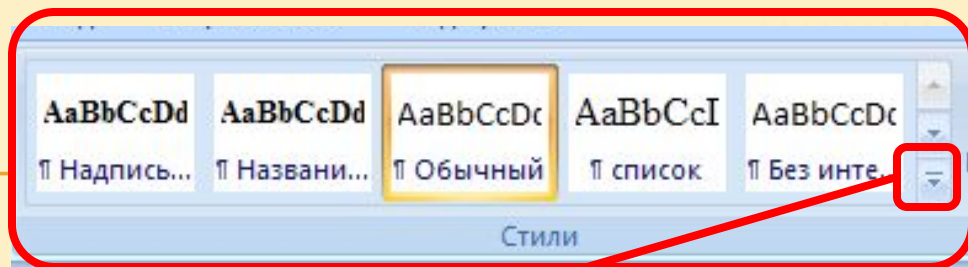 AaBbCcDd AaBbCcDd AaBbCcDc AaBbCcI AaBbCcDc
¶ Надпись... ¶ Названи... ¶ Обычный ¶ список ¶ Без инте...
Стили